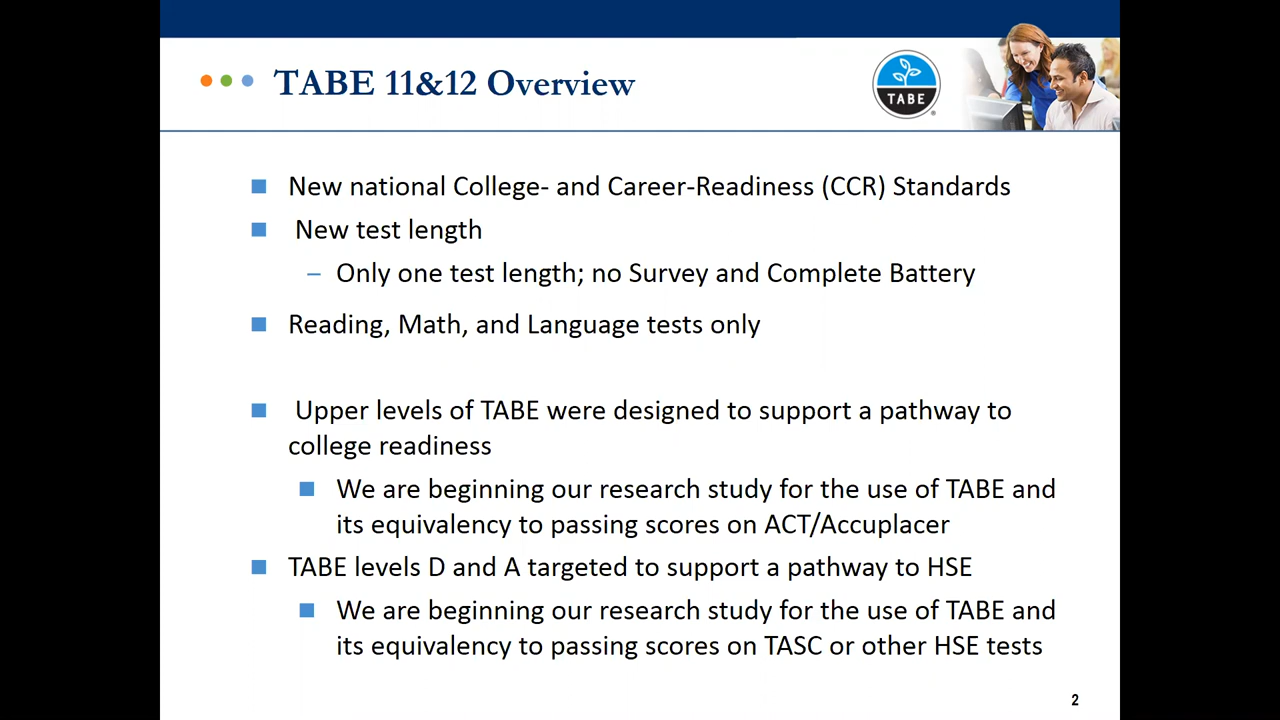 TABE 11&12 Overview
TABE
®
New national College- and Career-Readiness (CCR) Standards
New test length
– Only one test length; no Survey and Complete Battery
Reading, Math, and Language tests only
Upper levels of TABE were designed to support a pathway to
college readiness
We are beginning our research study for the use of TABE and
its equivalency to passing scores on ACT/Accuplacer
TABE levels D and A targeted to support a pathway to HSE
We are beginning our research study for the use of TABE and
its equivalency to passing scores on TASC or other HSE tests
2